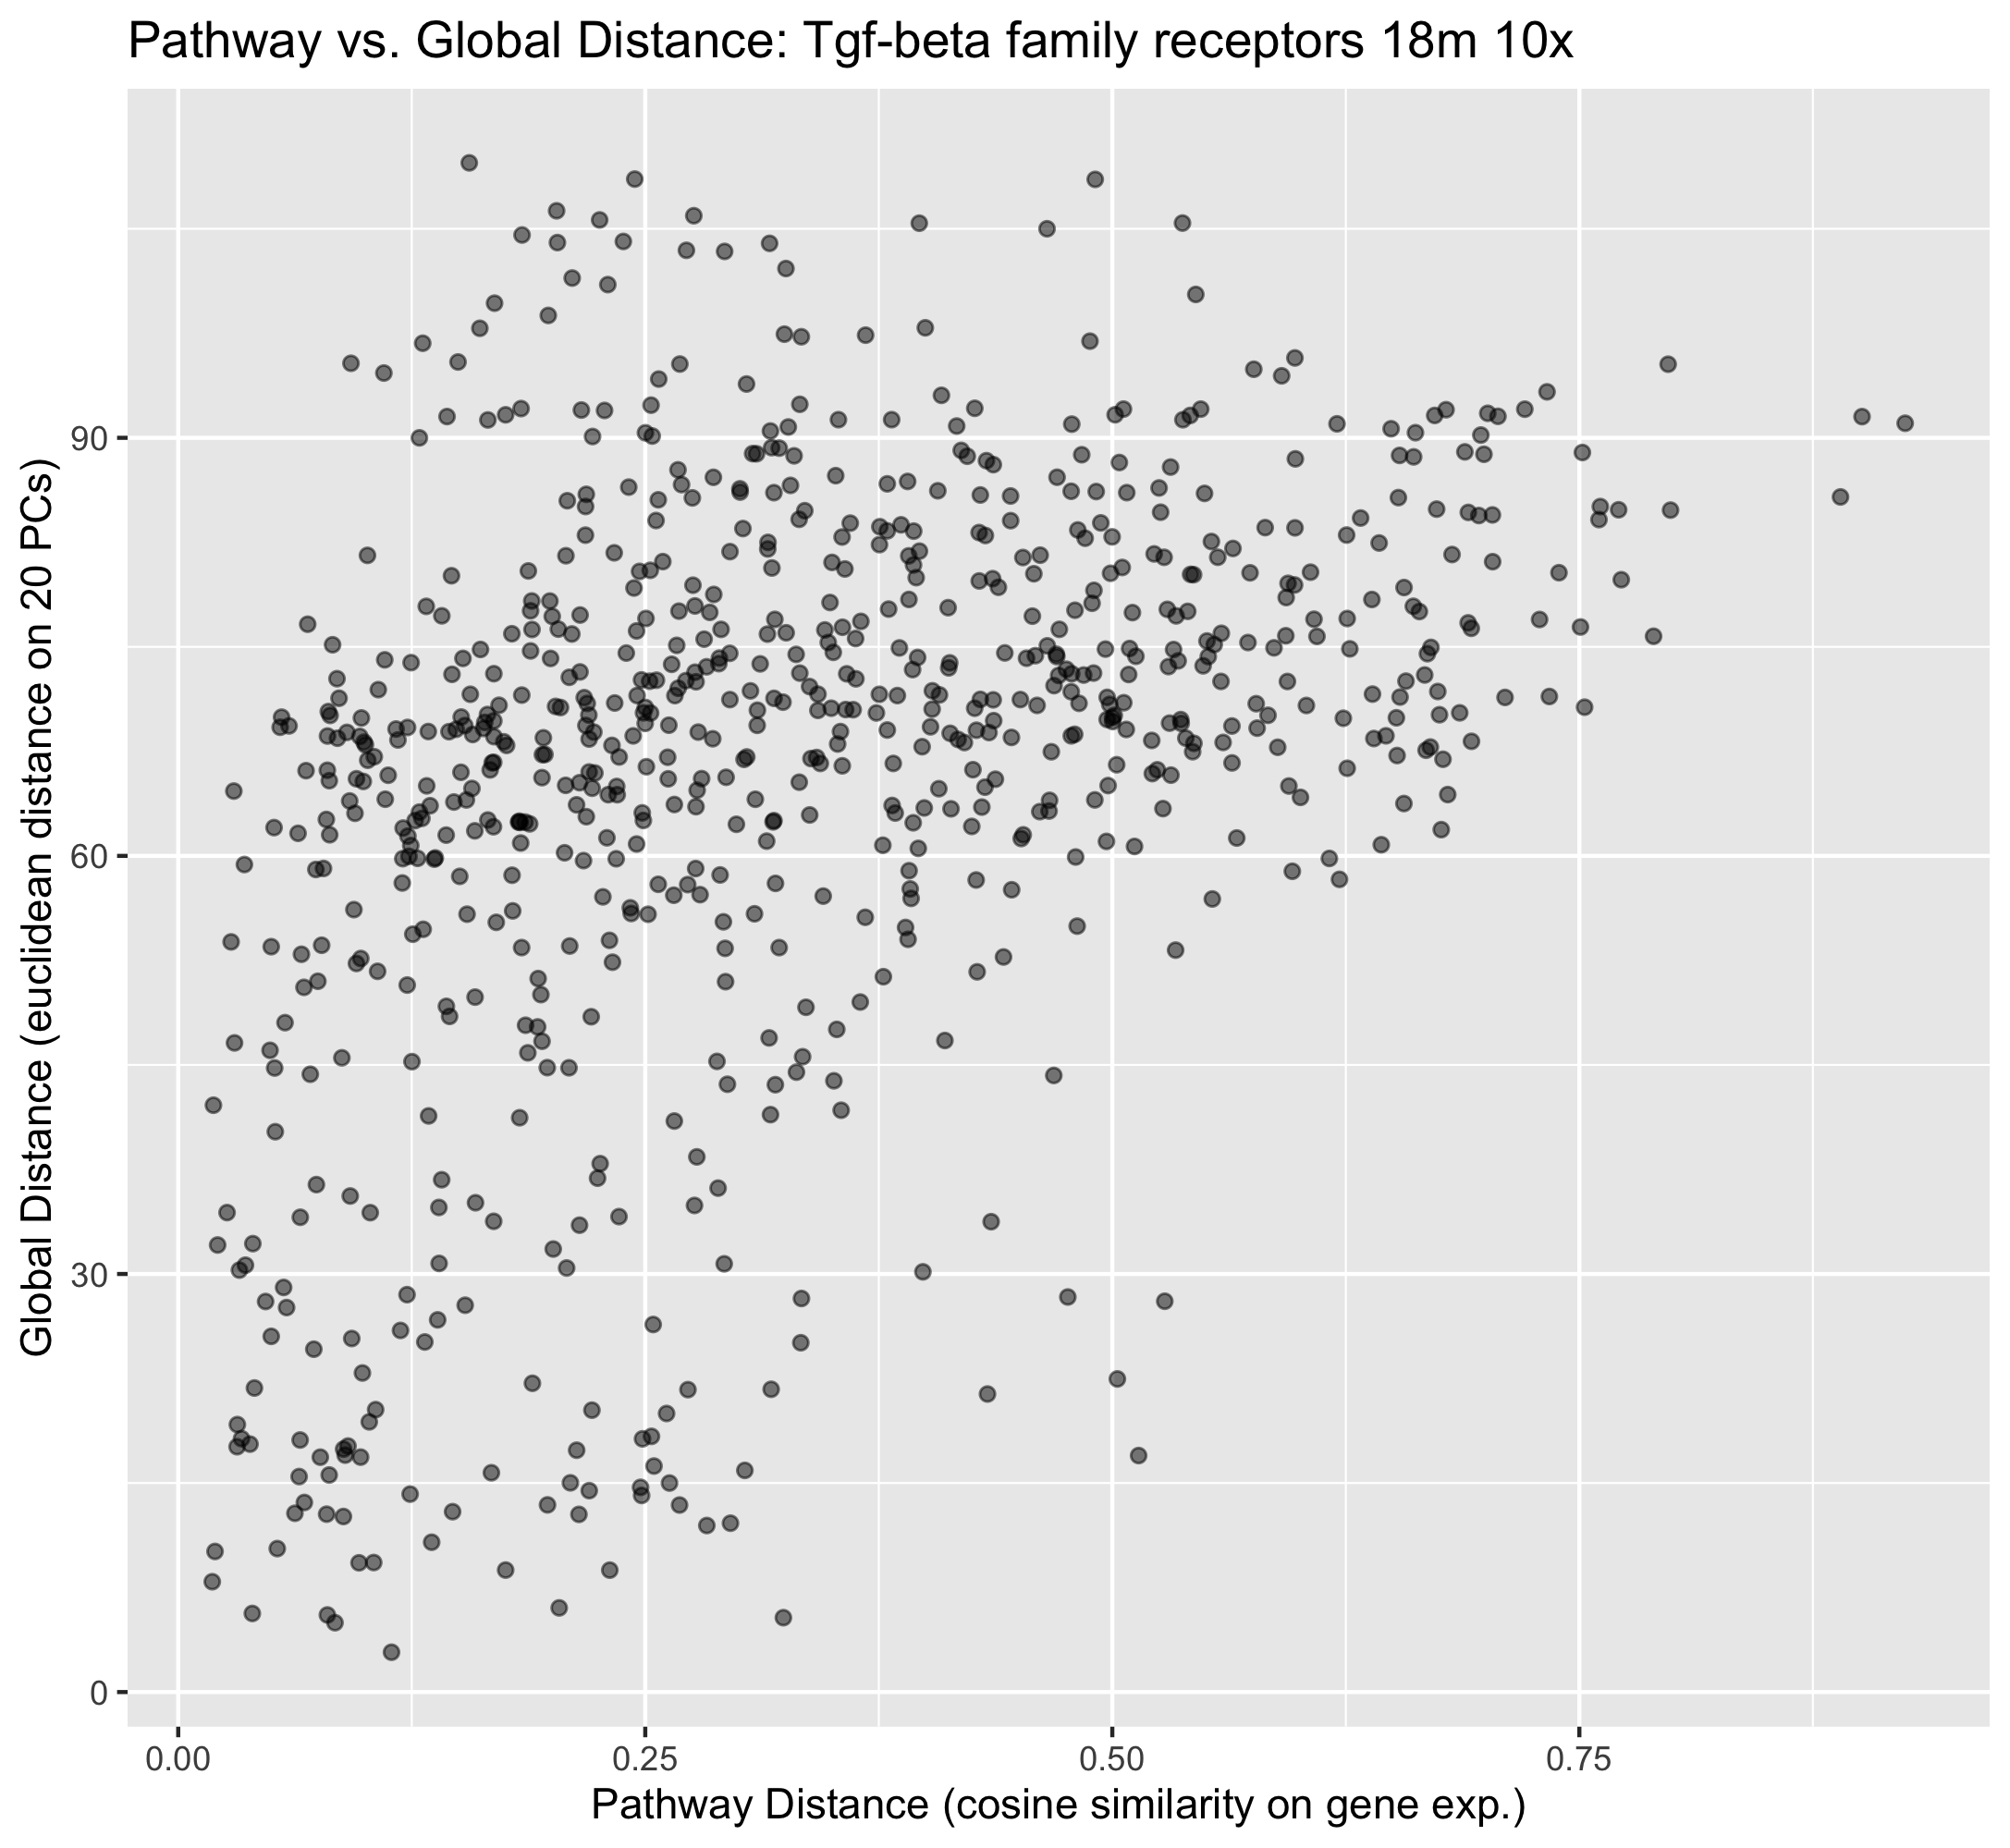 Pathway vs. Global Distance: Tgf-beta family receptors 18m 10x
Global Distance (euclidean distance on 20 PCs)
90
60
30
0
0.00
0.25
0.50
0.75
Pathway Distance (cosine similarity on gene exp.)